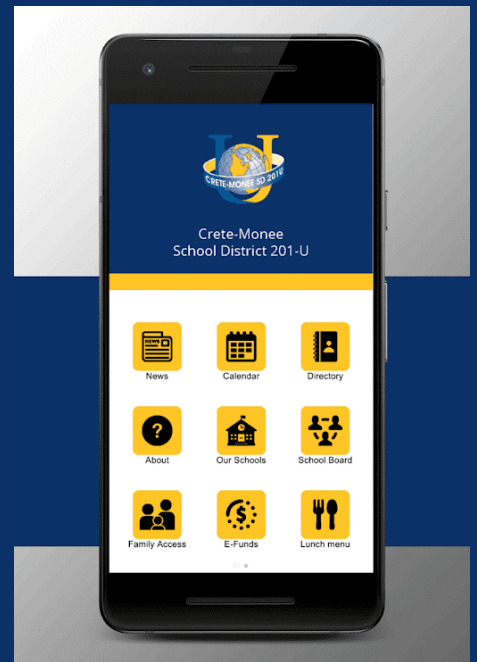 U
CRETE-MONEE SD 201U
Crete-Monee
School District 201-U
NEWS
News
Calendar
Directory
?
About
Our Schools
School Board
$
Family Access
E-Funds
Lunch menu